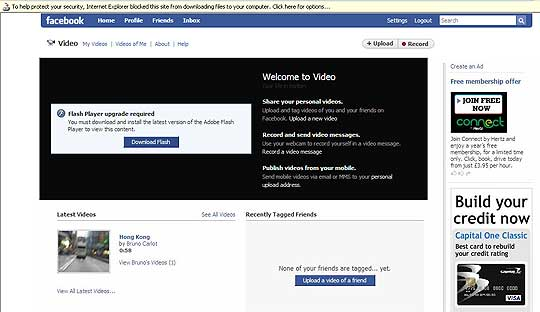 To help protect your security, Internet Explorer blocked this site from downloading files to your computer. Click here for options...
facebook Home Profile Friends Inbox Settings Logout Search
Video My Videos | Videos of Me | About | Help + Upload Record
Welcome to Video
Share your personal videos.
Upload and tag videos of you and your friends on
Facebook. Upload a new video
Record and send video messages.
Use your webcam to record yourself in a video message.
Record a video message
Publish videos from your mobile.
Send mobile videos via email or MMS to your personal
upload address.
Flash Player upgrade required
You must download and install the latest version of the Adobe Flash
Player to view this content.
Download Flash
Latest Videos See All Videos
Hong Kong
by Bruno Carlot
0:58
View Bruno's Videos (1)
View All Latest Videos...
Recently Tagged Friends
None of your friends are tagged... yet.
Upload a video of a friend
Create an Ad
Free membership offer
JOIN FREE
NOW
connect
by Hertz
Join Connect by Hertz and
enjoy a year's free
membership, for a limited time
only. Click, book, drive today
from just £3.95 per hour.
Build your
credit now
Capital One Classic
Best card to rebuild
your credit rating
VISA